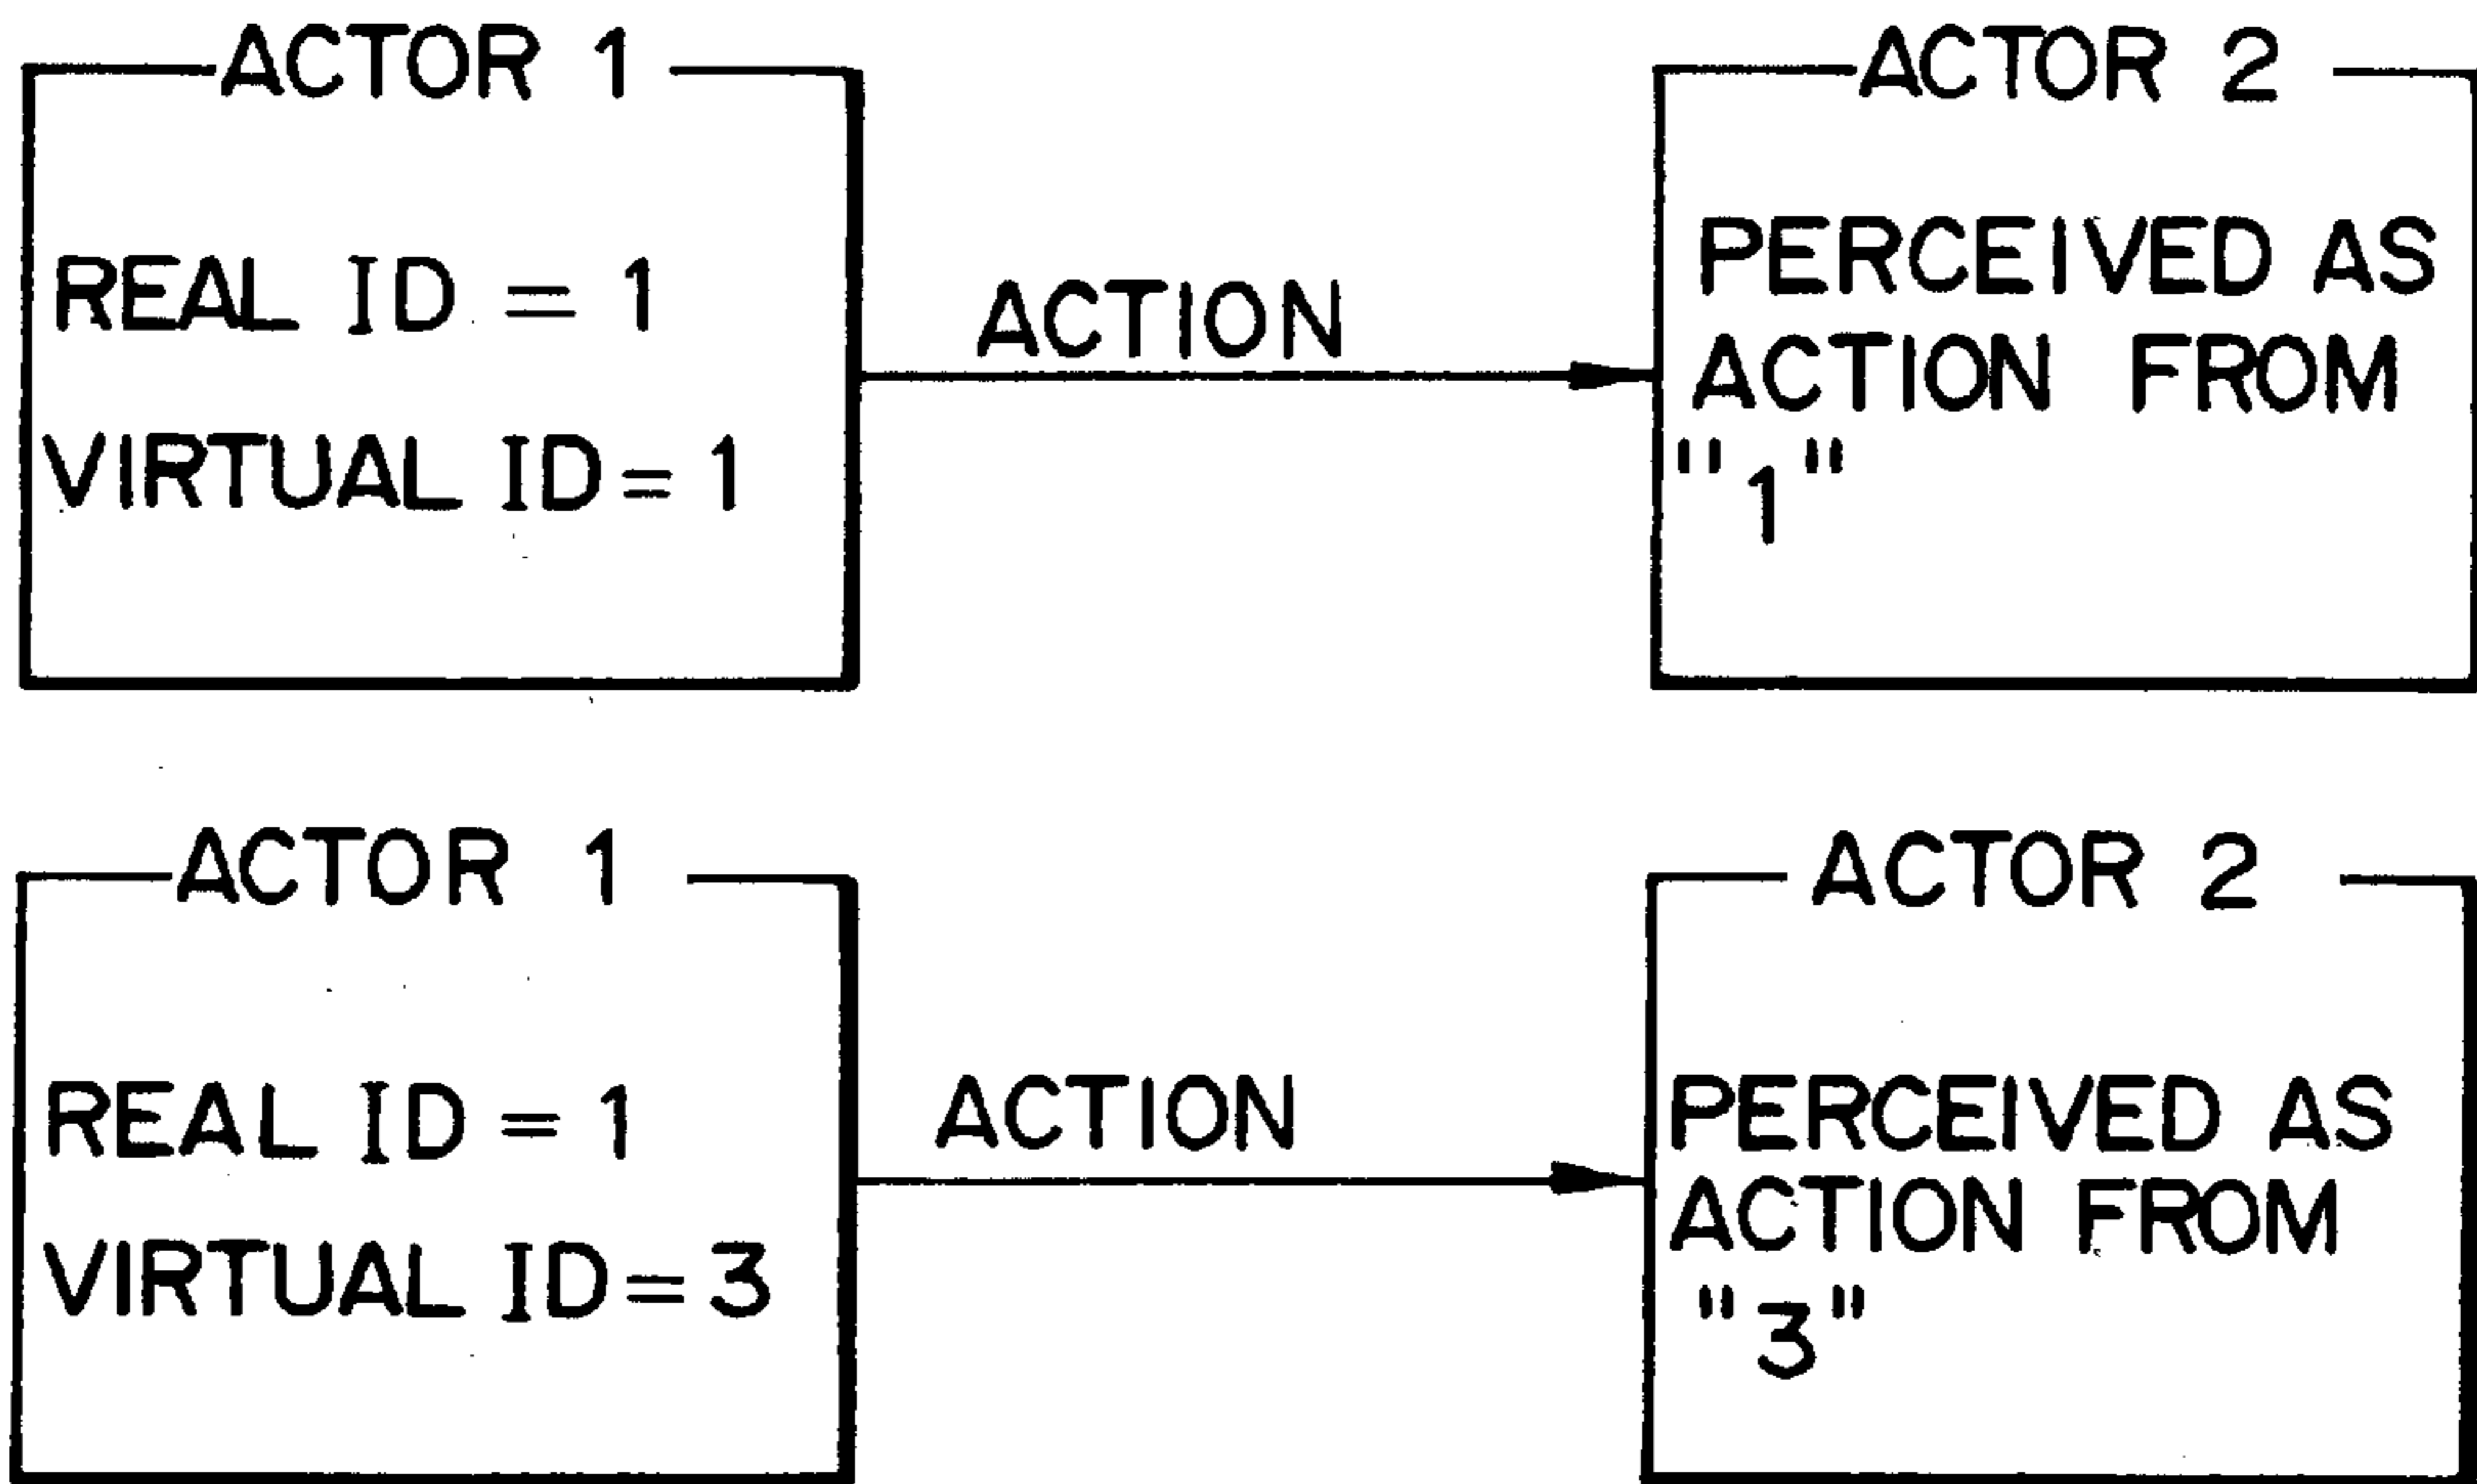 ACTOR 1
REAL ID = 1
VIRTUAL ID = 1
ACTION
ACTOR 2
PERCEIVED AS
ACTION FROM
"1"
ACTOR 1
REAL ID = 1
VIRTUAL ID = 3
ACTION
ACTOR 2
PERCEIVED AS
ACTION FROM
"3"